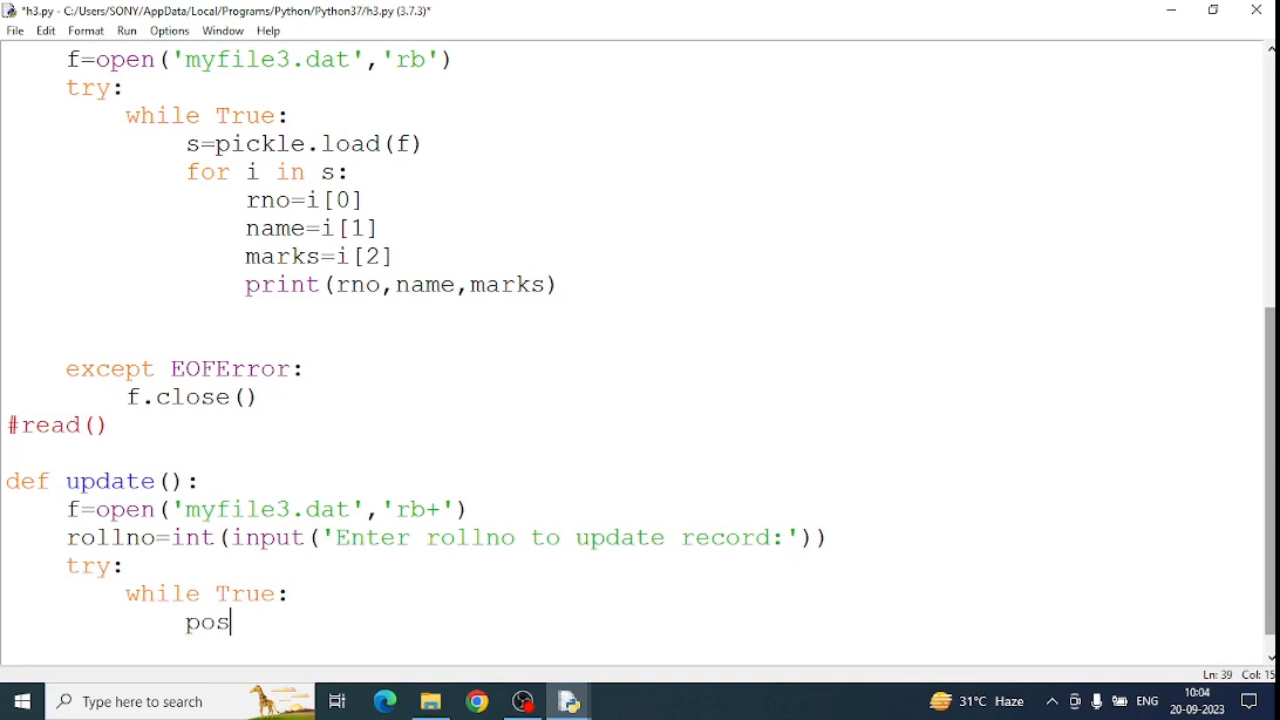 *h3.py - C:/Users/SONY/AppData/Local/Programs/Python/Python37/h3.py (3.7.3)*
File Edit Format Run Options Window Help
f=open('myfile3.dat','rb')
try:
while True:
s=pickle.load(f)
for i in s:
rno=i[0]
name=i[1]
marks=i[2]
print(rno,name,marks)
except EOFError:
f.close()
#read()
def update():
f=open('myfile3.dat','rb+')
rollno=int(input('Enter rollno to update record:'))
try:
while True:
pos
Ln: 39 Col: 15
Type here to search
31°C Haze
ENG
10:04
20-09-2023